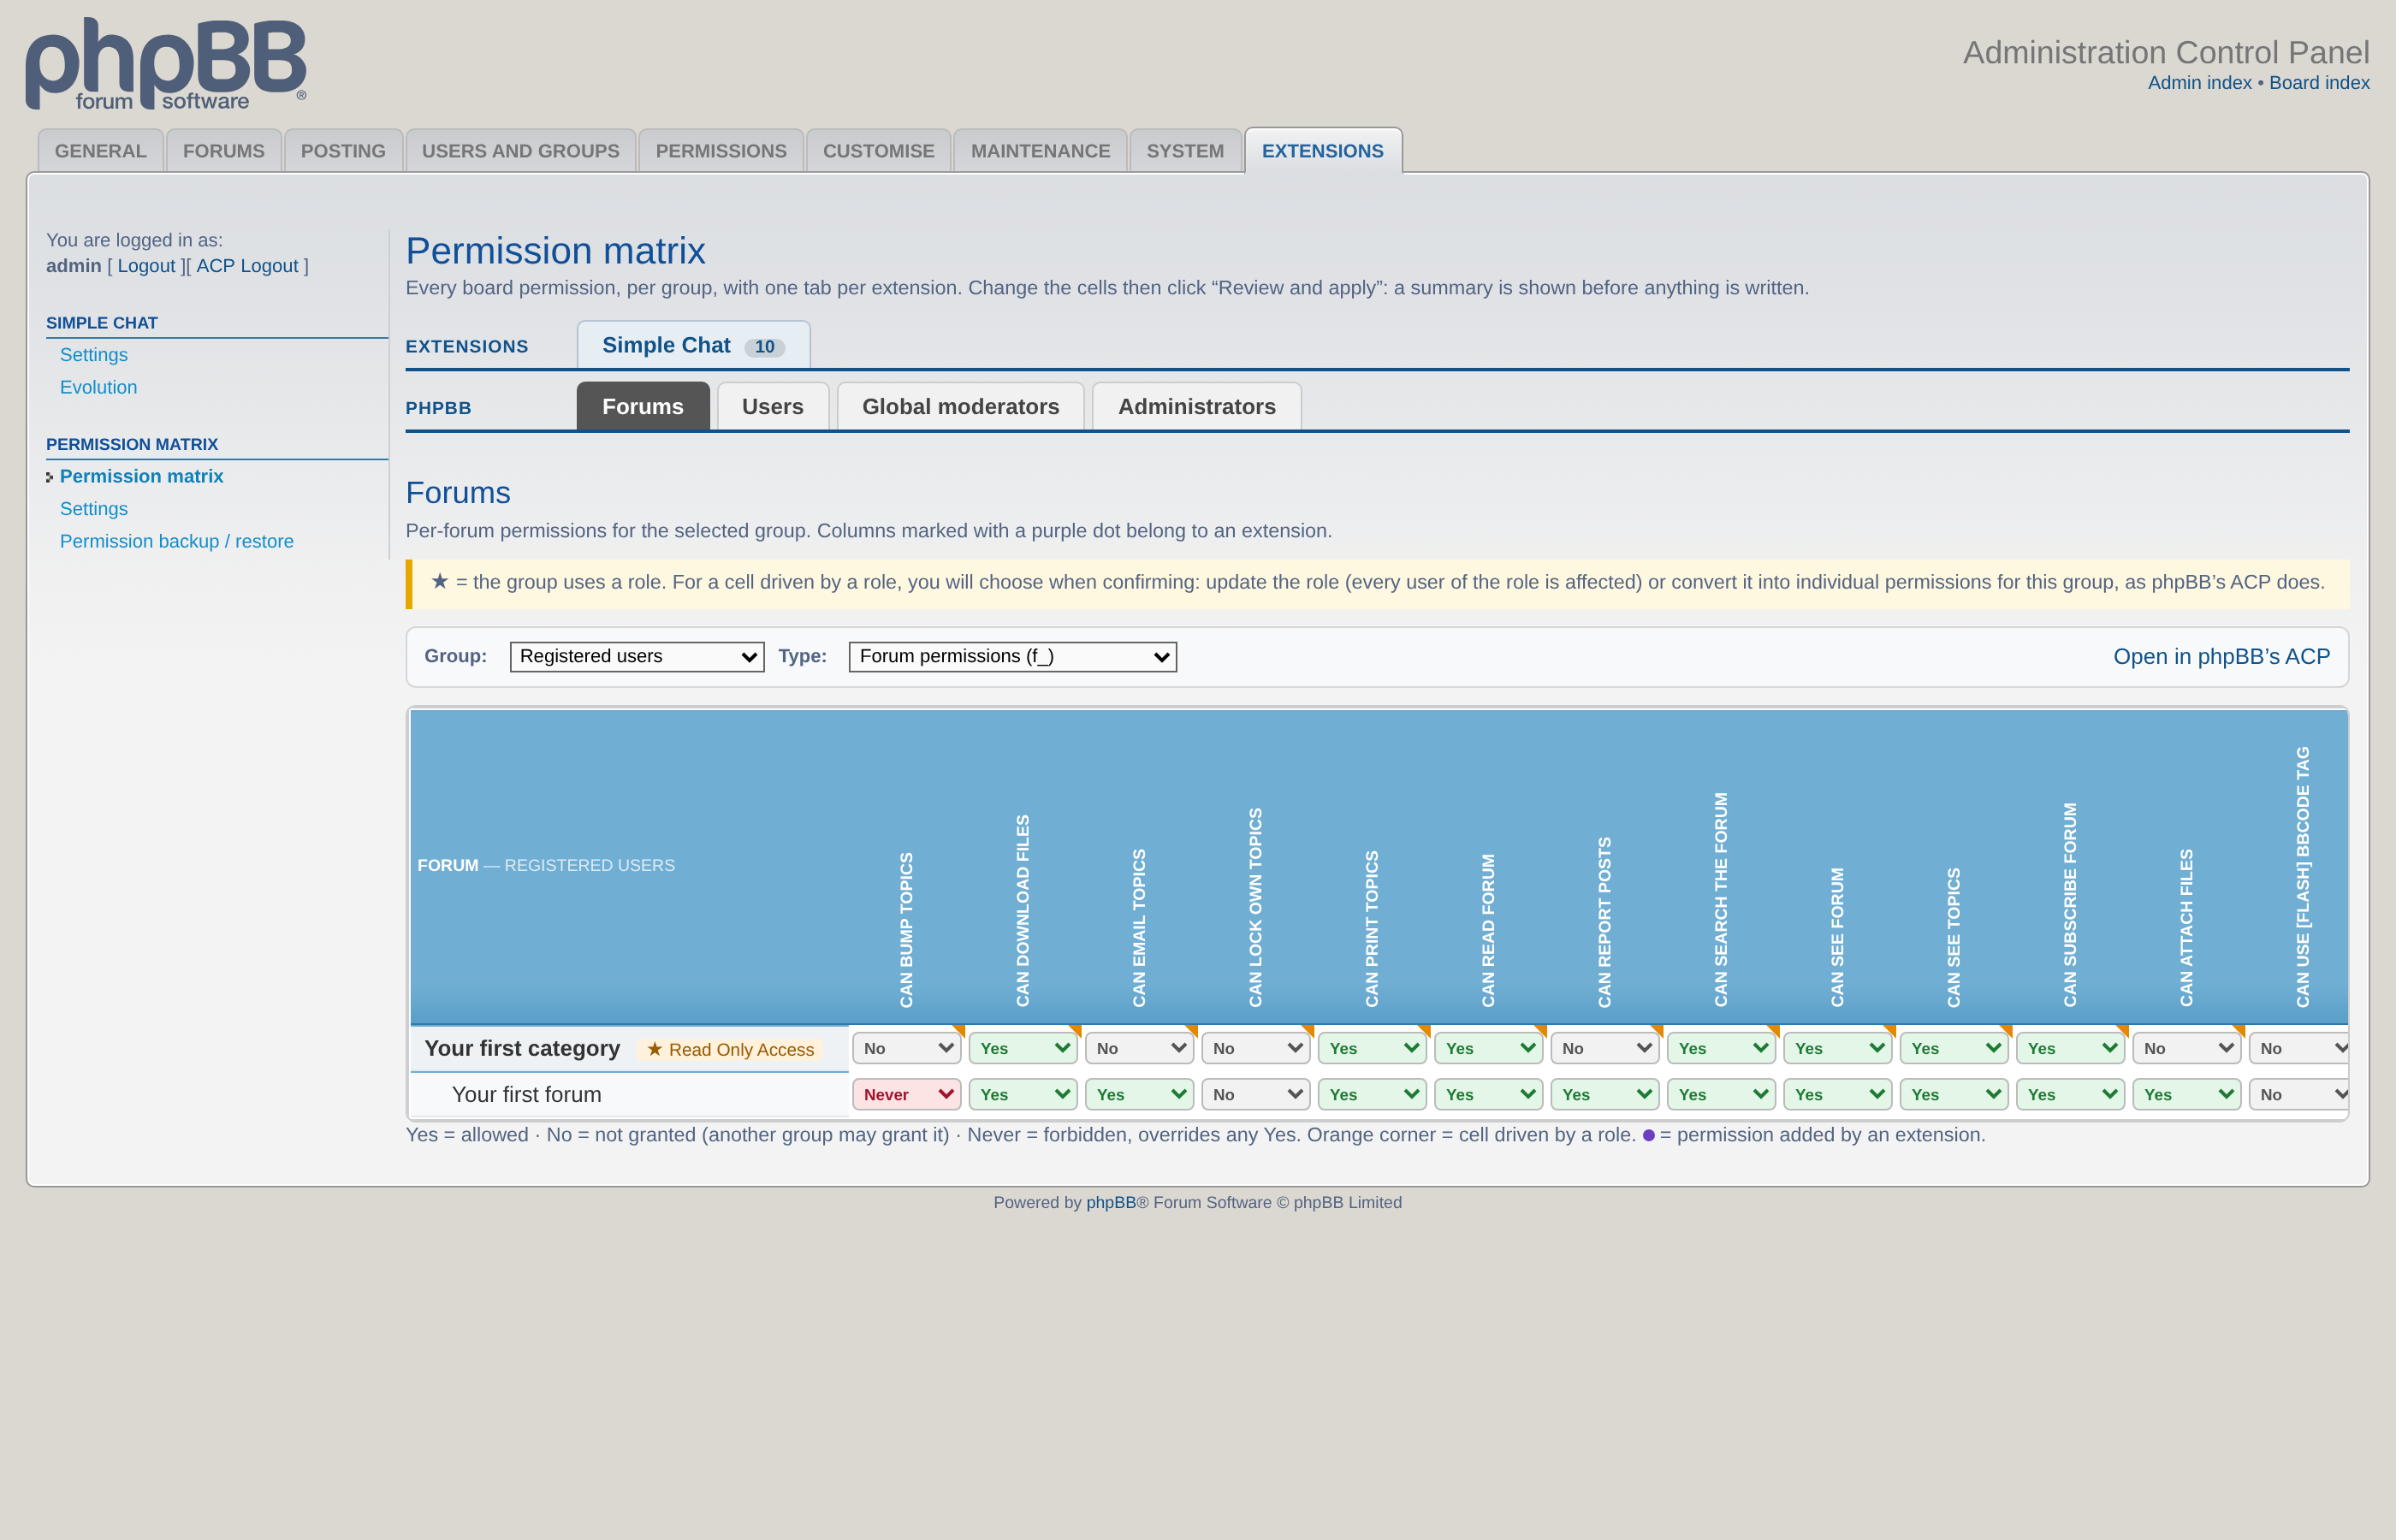 phpBB
forum software ®
Administration Control Panel
Admin index • Board index
GENERAL FORUMS POSTING USERS AND GROUPS PERMISSIONS CUSTOMISE MAINTENANCE SYSTEM EXTENSIONS
You are logged in as:
admin [ Logout ][ ACP Logout ]
SIMPLE CHAT
Settings
Evolution
PERMISSION MATRIX
Permission matrix
Settings
Permission backup / restore
Permission matrix
Every board permission, per group, with one tab per extension. Change the cells then click “Review and apply”: a summary is shown before anything is written.
EXTENSIONS Simple Chat 10
PHPBB Forums Users Global moderators Administrators
Forums
Per-forum permissions for the selected group. Columns marked with a purple dot belong to an extension.
★ = the group uses a role. For a cell driven by a role, you will choose when confirming: update the role (every user of the role is affected) or convert it into individual permissions for this group, as phpBB’s ACP does.
Group: Registered users Type: Forum permissions (f_) Open in phpBB’s ACP
FORUM — REGISTERED USERS
CAN BUMP TOPICS
CAN DOWNLOAD FILES
CAN EMAIL TOPICS
CAN LOCK OWN TOPICS
CAN PRINT TOPICS
CAN READ FORUM
CAN REPORT POSTS
CAN SEARCH THE FORUM
CAN SEE FORUM
CAN SEE TOPICS
CAN SUBSCRIBE FORUM
CAN ATTACH FILES
CAN USE [FLASH] BBCODE TAG
Your first category ★ Read Only Access No Yes No No Yes Yes No Yes Yes Yes Yes No No
Your first forum Never Yes Yes No Yes Yes Yes Yes Yes Yes Yes Yes No
Yes = allowed · No = not granted (another group may grant it) · Never = forbidden, overrides any Yes. Orange corner = cell driven by a role. ● = permission added by an extension.
Powered by phpBB® Forum Software © phpBB Limited